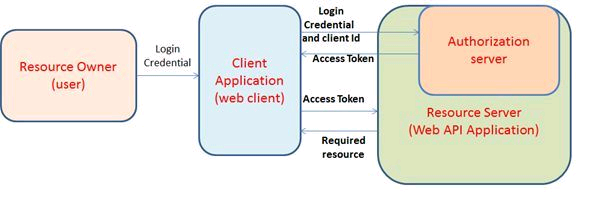 Resource Owner
(user)
Login
Credential
Client
Application
(web client)
Login
Credential
and client Id
Access Token
Access Token
Required
resource
Authorization
server
Resource Server
(Web API Application)